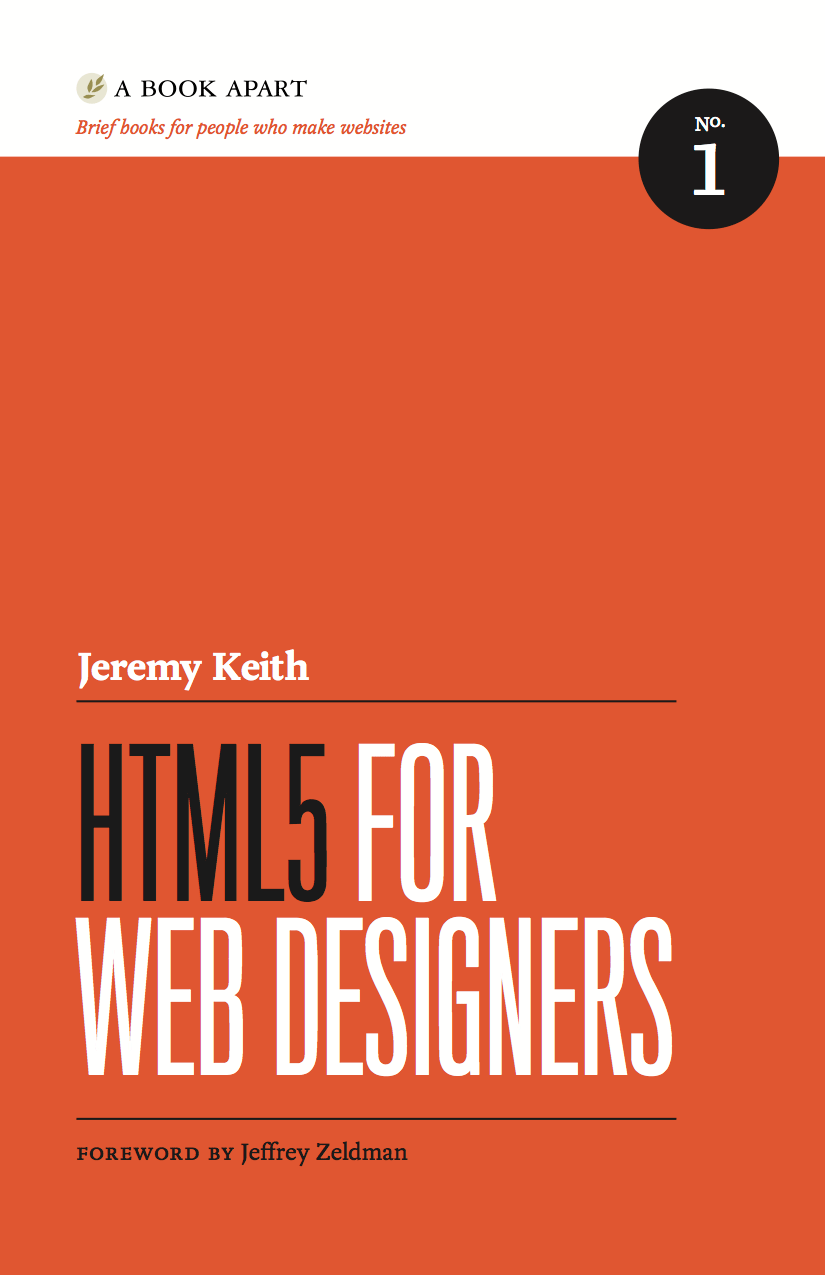 A BOOK APART
Brief books for people who make websites
No.
1
Jeremy Keith
HTML5 FOR
WEB DESIGNERS
FOREWORD BY Jeffrey Zeldman